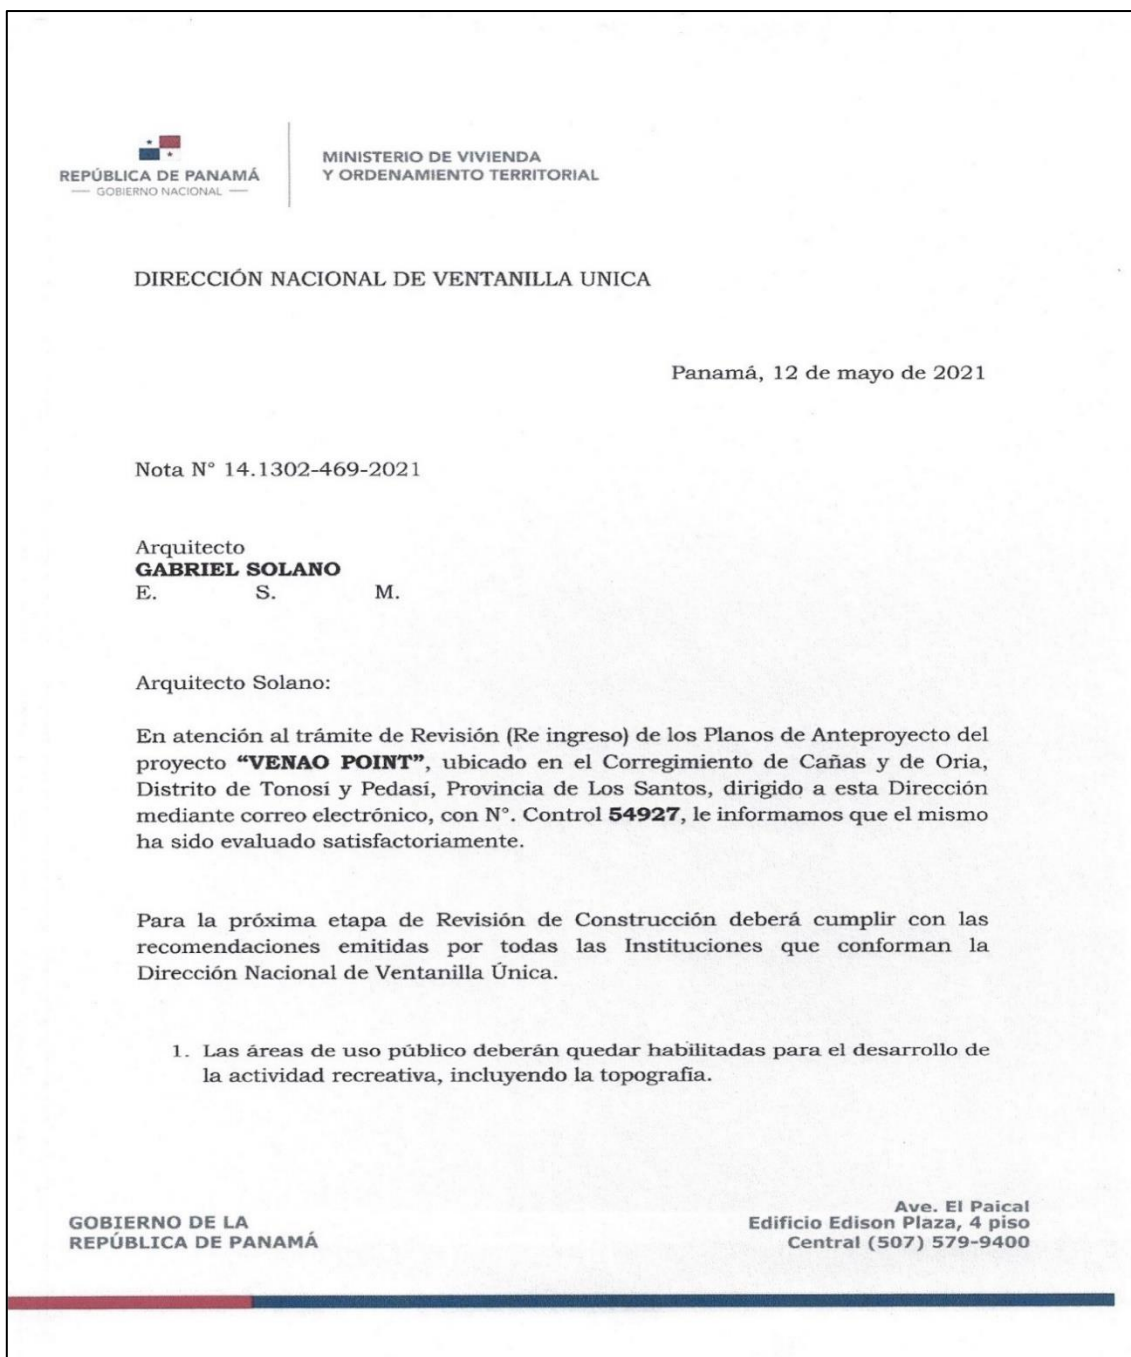 REPÚBLICA DE PANAMÁ
— GOBIERNO NACIONAL —
MINISTERIO DE VIVIENDA
Y ORDENAMIENTO TERRITORIAL
DIRECCIÓN NACIONAL DE VENTANILLA UNICA
Panamá, 12 de mayo de 2021
Nota N° 14.1302-469-2021
Arquitecto
GABRIEL SOLANO
E. S. M.
Arquitecto Solano:
En atención al trámite de Revisión (Re ingreso) de los Planos de Anteproyecto del
proyecto “VENAO POINT”, ubicado en el Corregimiento de Cañas y de Oria,
Distrito de Tonosí y Pedasí, Provincia de Los Santos, dirigido a esta Dirección
mediante correo electrónico, con N°. Control 54927, le informamos que el mismo
ha sido evaluado satisfactoriamente.
Para la próxima etapa de Revisión de Construcción deberá cumplir con las
recomendaciones emitidas por todas las Instituciones que conforman la
Dirección Nacional de Ventanilla Única.
1. Las áreas de uso público deberán quedar habilitadas para el desarrollo de
la actividad recreativa, incluyendo la topografía.
GOBIERNO DE LA
REPÚBLICA DE PANAMÁ
Ave. El Paical
Edificio Edison Plaza, 4 piso
Central (507) 579-9400